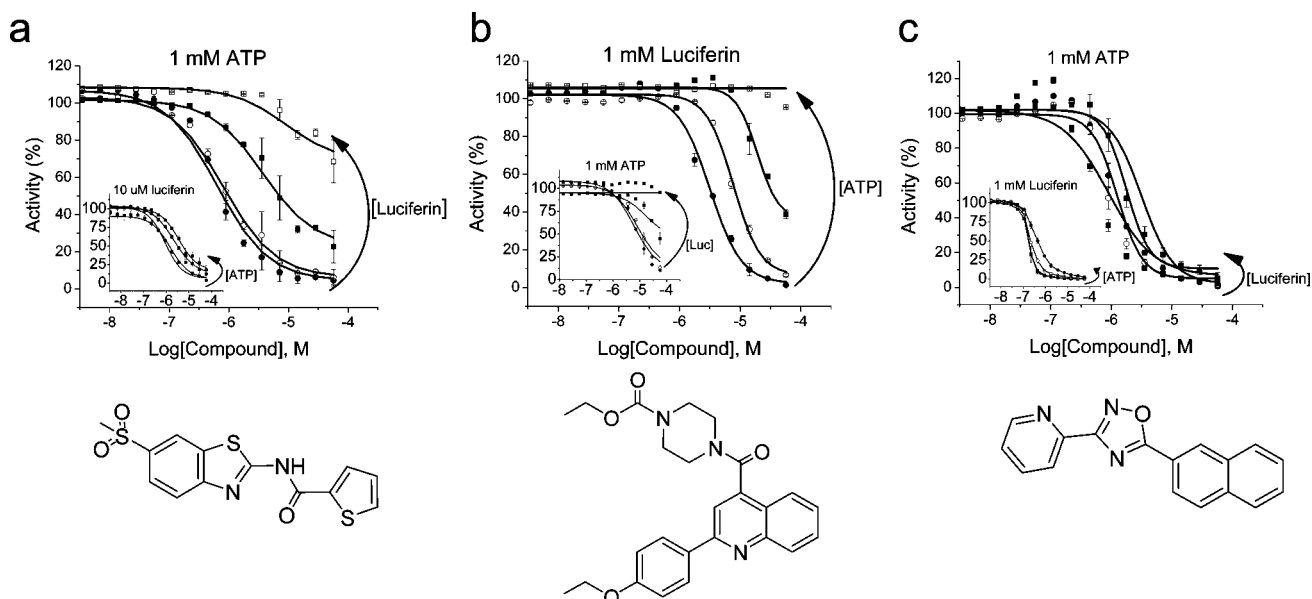 a
1 mM ATP
120
100
80
60
40
20
0
Activity (%)
10 uM luciferin
100
75
50
25
0
-8 -7 -6 -5 -4
[ATP]
[Luciferin]
-8 -7 -6 -5 -4
Log[Compound], M
b
1 mM Luciferin
120
100
80
60
40
20
0
Activity (%)
1 mM ATP
100
75
50
25
0
-8 -7 -6 -5 -4
[Luc]
[ATP]
-8 -7 -6 -5 -4
Log[Compound], M
c
1 mM ATP
120
100
80
60
40
20
0
Activity (%)
1 mM Luciferin
100
75
50
25
0
-8 -7 -6 -5 -4
[ATP]
[Luciferin]
-8 -7 -6 -5 -4
Log[Compound], M
O
S
O
S
N
NH
O
S
O
O
N
N
O
N
O
N
N
O
N